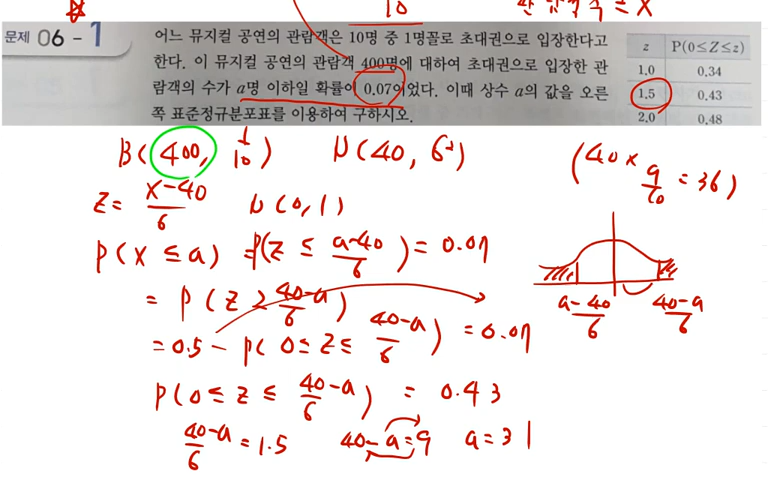 10
= X
문제 06 - 1
어느 뮤지컬 공연의 관람객은 10명 중 1명꼴로 초대권으로 입장한다고
한다. 이 뮤지컬 공연의 관람객 400명에 대하여 초대권으로 입장한 관
람객의 수가 a명 이하일 확률이 0.07이었다. 이때 상수 a의 값을 오른
쪽 표준정규분포표를 이용하여 구하시오.
z P(0≤Z≤z)
1.0 0.34
1.5 0.43
2.0 0.48
B(400, 1/10) N(40, 6²) (40 × 9/10 = 36)
Z = (X-40)/6 N(0, 1)
P(X ≤ a) = P(Z ≤ (a-40)/6) = 0.07
= P(Z ≥ (40-a)/6)
= 0.5 - P(0 ≤ Z ≤ (40-a)/6) = 0.07
(a-40)/6 (40-a)/6
P(0 ≤ Z ≤ (40-a)/6) = 0.43
(40-a)/6 = 1.5 40-a=9 a=31